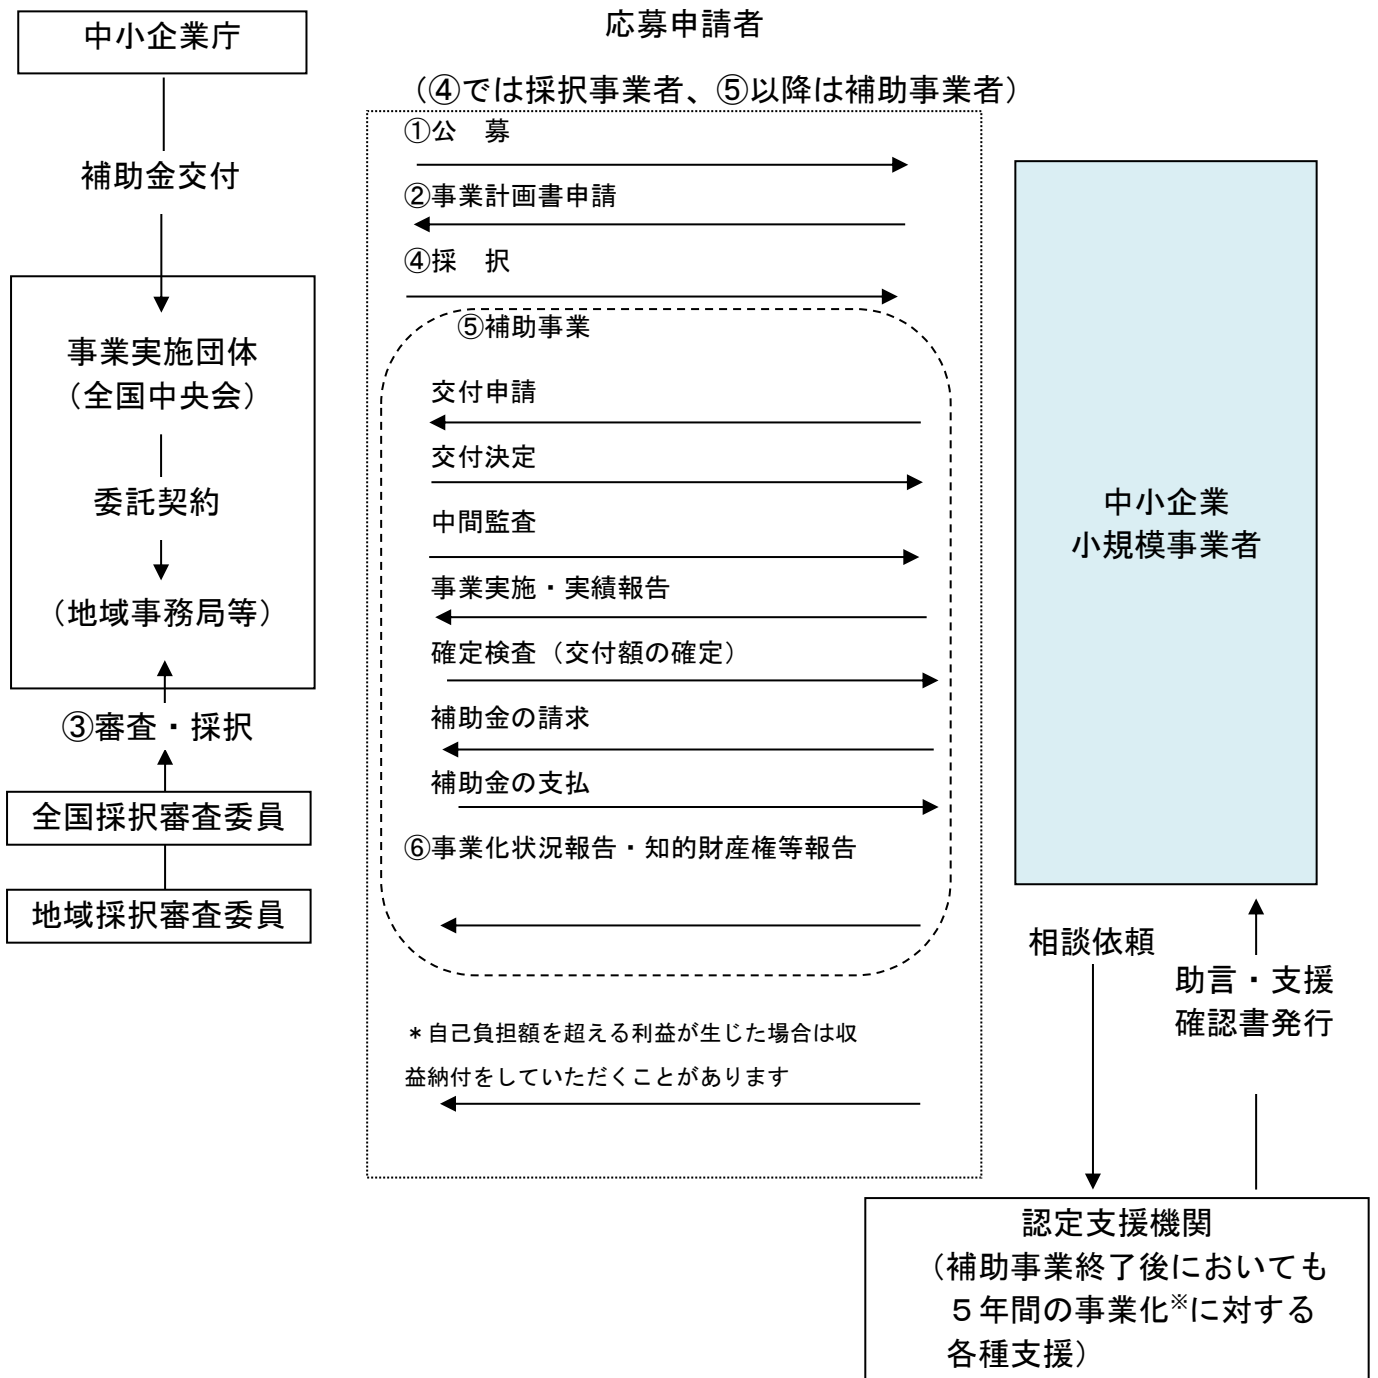 中小企業庁
補助金交付
事業実施団体
（全国中央会）
委託契約
（地域事務局等）
③審査・採択
全国採択審査委員
地域採択審査委員
応募申請者
（④では採択事業者、⑤以降は補助事業者）
①公　募
②事業計画書申請
④採　択
⑤補助事業
交付申請
交付決定
中間監査
事業実施・実績報告
確定検査（交付額の確定）
補助金の請求
補助金の支払
⑥事業化状況報告・知的財産権等報告
＊自己負担額を超える利益が生じた場合は収
益納付をしていただくことがあります
中小企業
小規模事業者
相談依頼
助言・支援
確認書発行
認定支援機関
（補助事業終了後においても
５年間の事業化※に対する
各種支援）